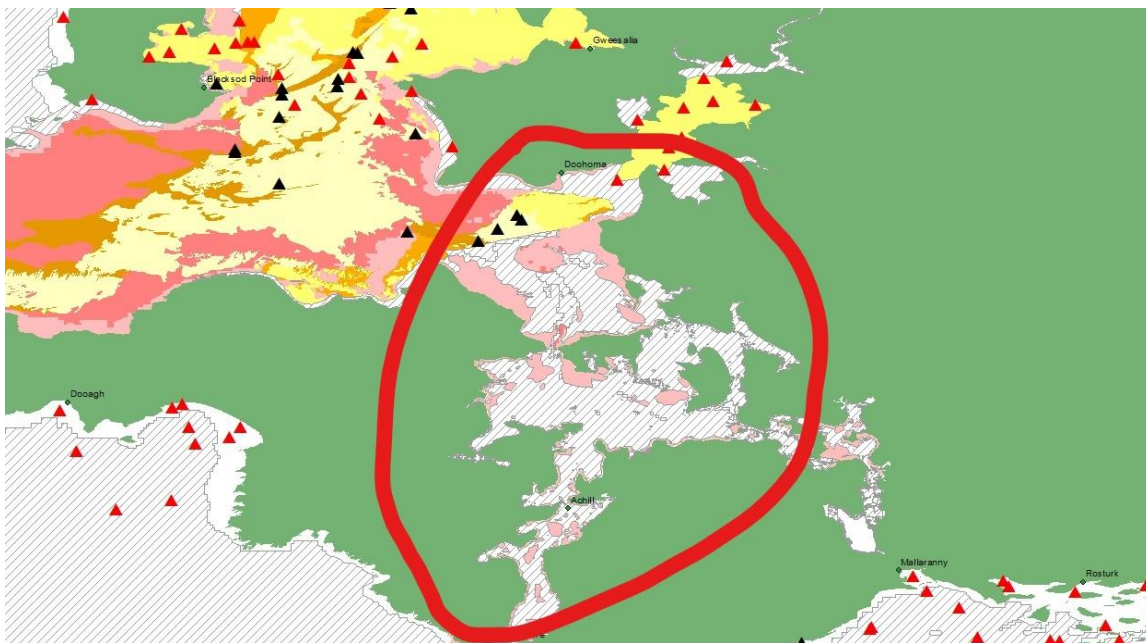 Gweesalia
Blacksod Point
Doohoma
Dooagh
Achill
Mallaranny
Rosturk